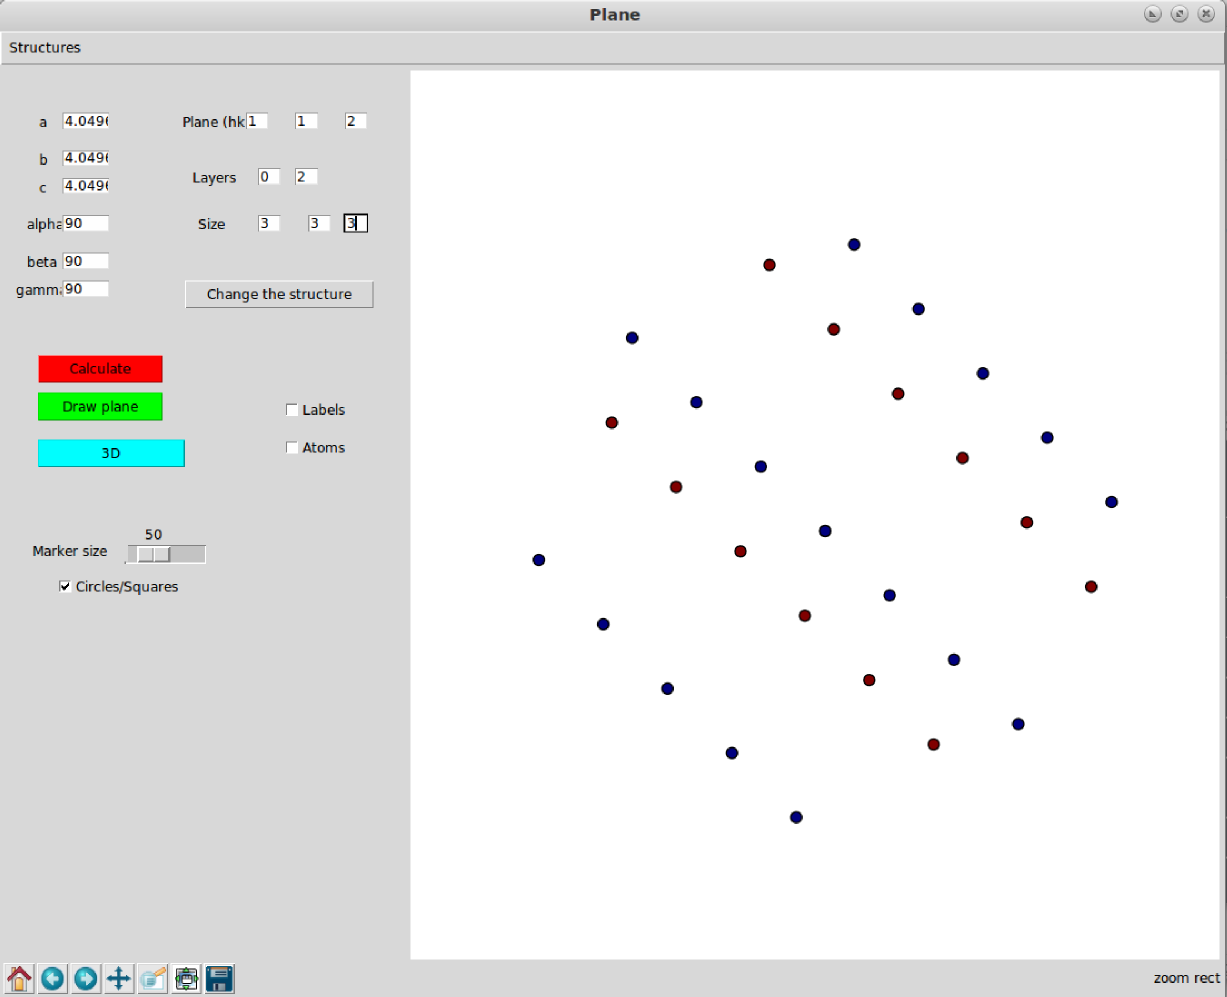 Plane
Structures
a 4.0496 Plane (hk 1 1 2
b 4.0496
c 4.0496
Layers 0 2
alpha 90 Size 3 3 3
beta 90
gamma 90
Change the structure
Calculate
Draw plane
Labels
3D
Atoms
50
Marker size
Circles/Squares
zoom rect